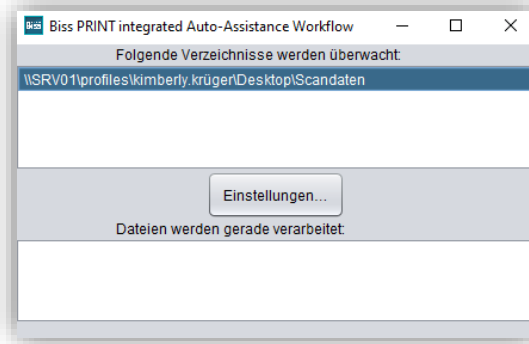 Biss Biss PRINT integrated Auto-Assistance Workflow
Folgende Verzeichnisse werden überwacht:
\\SRV01\profiles\kimberly.krüger\Desktop\Scandaten
Einstellungen...
Dateien werden gerade verarbeitet: